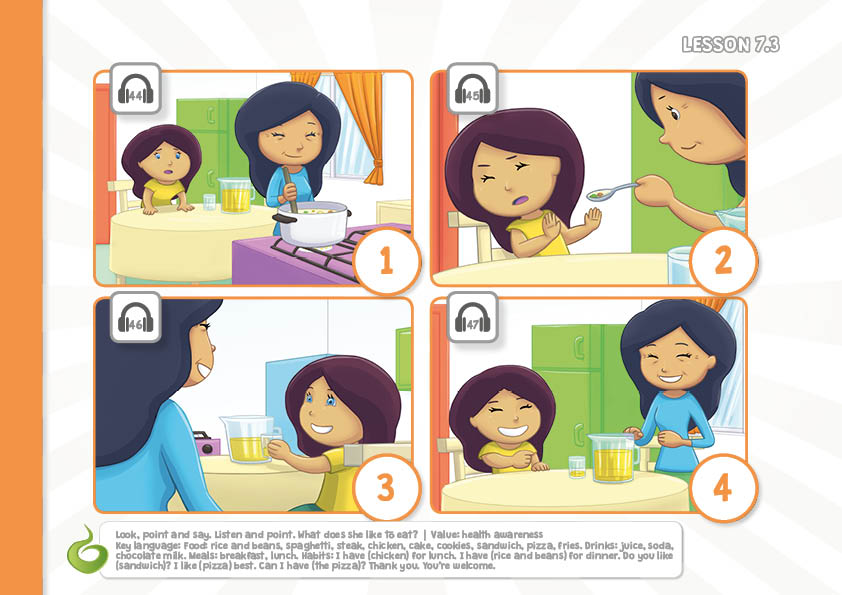 LESSON 7.3
44
45
1
2
46
47
3
4
Look, point and say. Listen and point. What does she like to eat? | Value: health awareness
Key language: Food: rice and beans, spaghetti, steak, chicken, cake, cookies, sandwich, pizza, fries. Drinks: juice, soda,
chocolate milk. Meals: breakfast, lunch. Habits: I have (chicken) for lunch. I have (rice and beans) for dinner. Do you like
(sandwich)? I like (pizza) best. Can I have (the pizza)? Thank you. You're welcome.